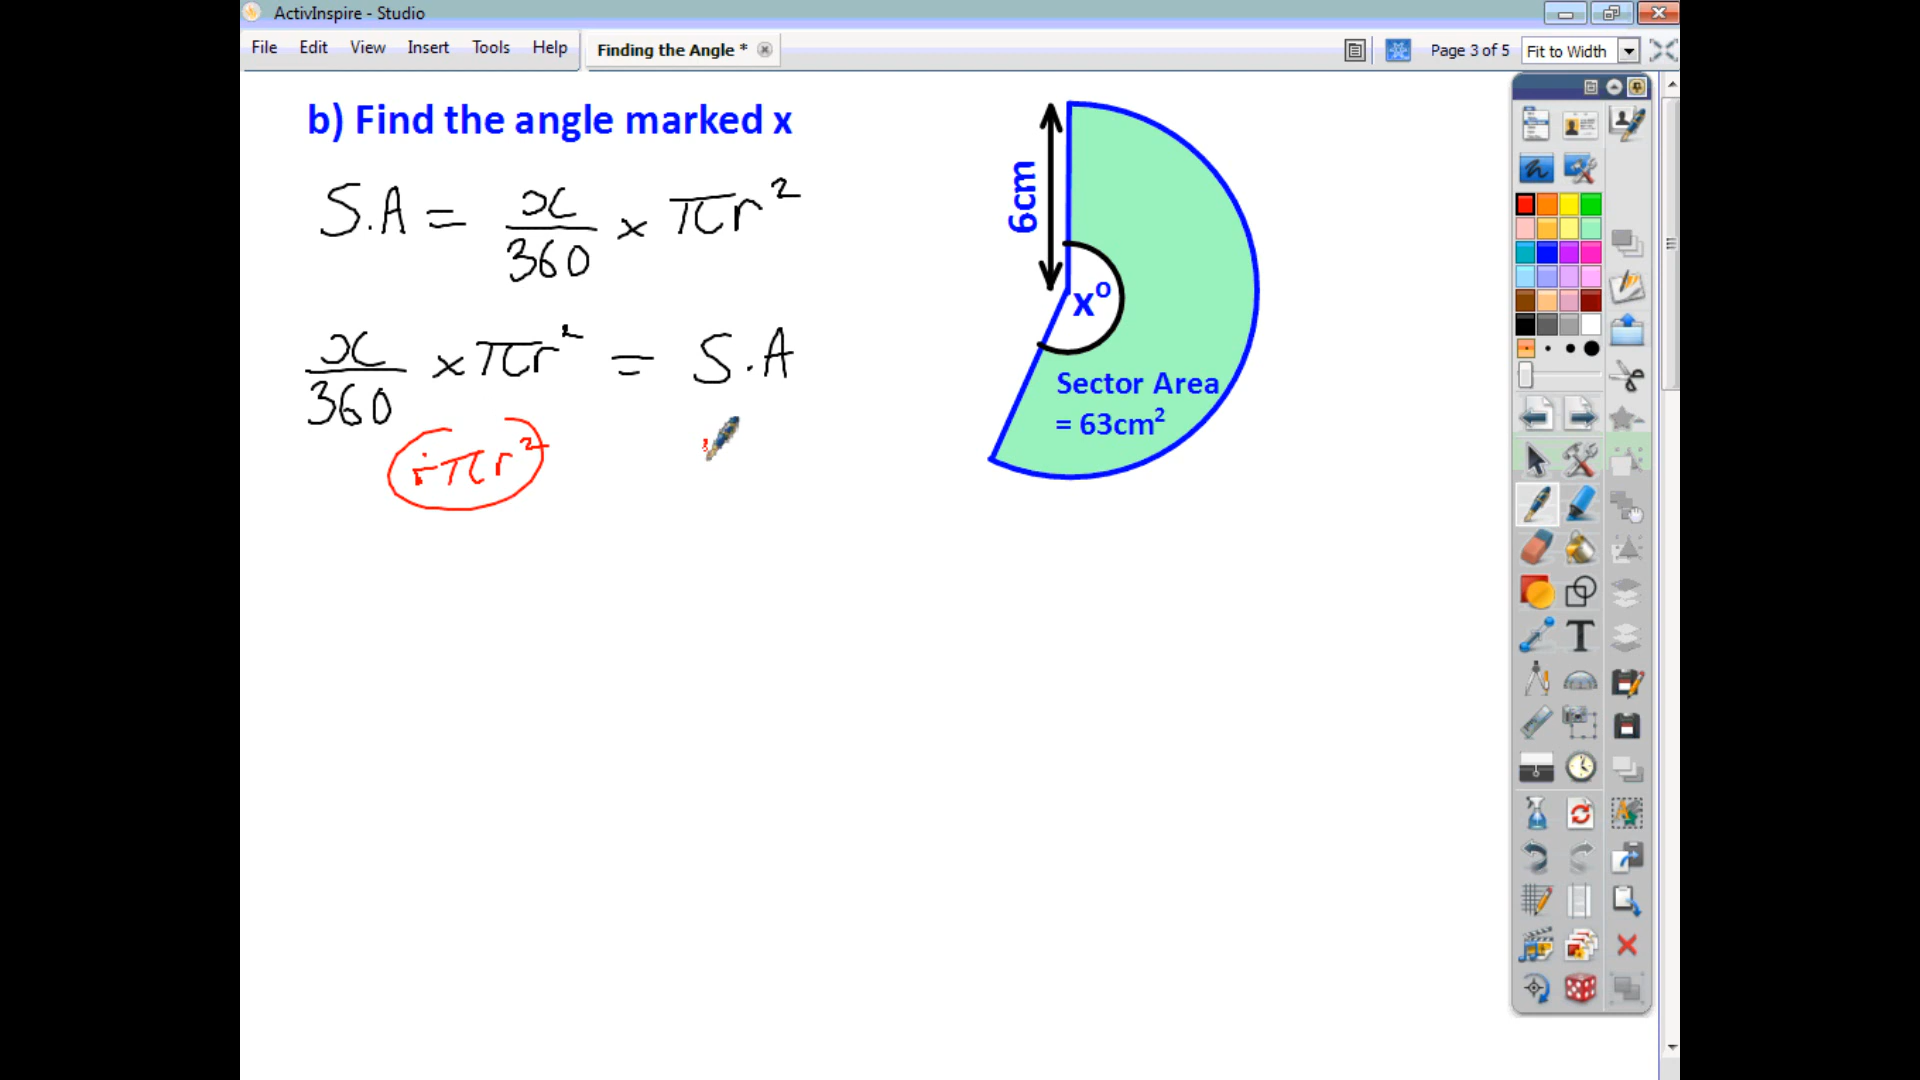 ActivInspire - Studio
File Edit View Insert Tools Help
Finding the Angle *
Page 3 of 5
Fit to Width
b) Find the angle marked x
S.A = x/360 × πr²
x/360 × πr² = S.A
÷πr²
6cm
x°
Sector Area
= 63cm²